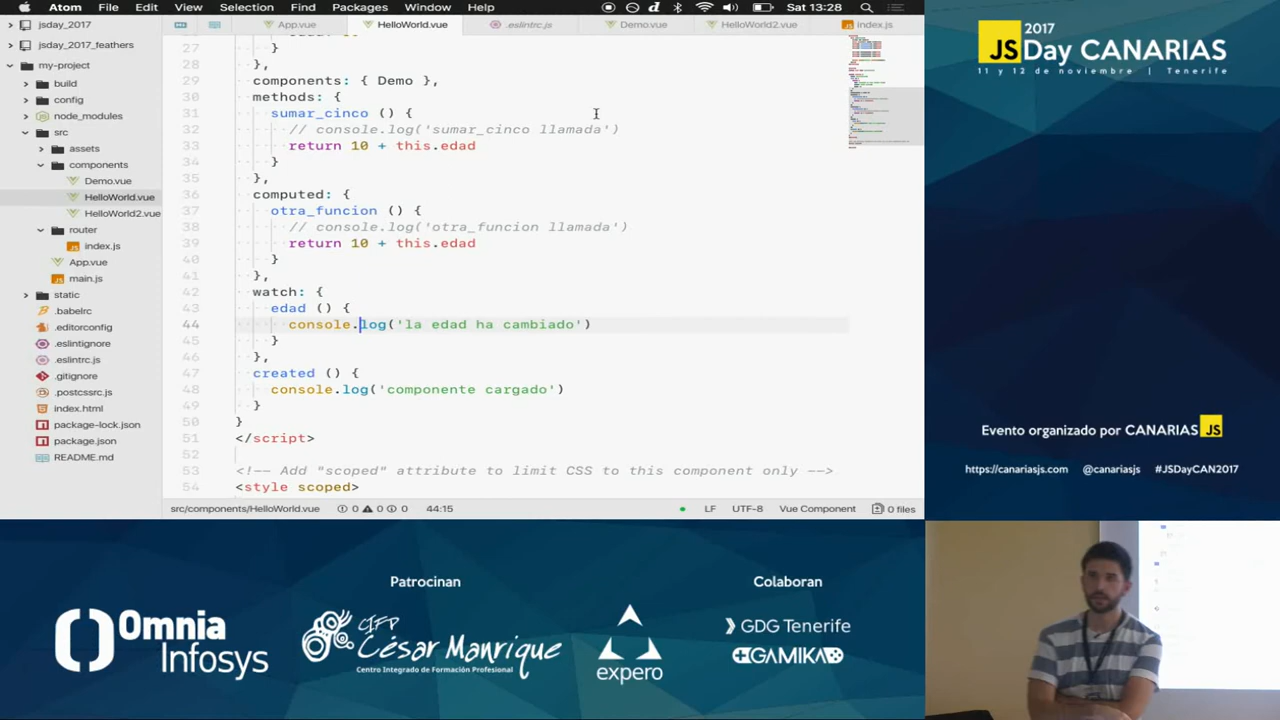 Atom File Edit View Selection Find Packages Window Help
Sat 13:28
jsday_2017
jsday_2017_feathers
my-project
build
config
node_modules
src
assets
components
Demo.vue
HelloWorld.vue
HelloWorld2.vue
router
index.js
App.vue
main.js
static
.babelrc
.editorconfig
.eslintignore
.eslintrc.js
.gitignore
.postcssrc.js
index.html
package-lock.json
package.json
README.md
App.vue HelloWorld.vue .eslintrc.js Demo.vue HelloWorld2.vue index.js
27 }
28 },
29 components: { Demo },
30 methods: {
31 sumar_cinco () {
32 // console.log('sumar_cinco llamada')
33 return 10 + this.edad
34 }
35 },
36 computed: {
37 otra_funcion () {
38 // console.log('otra_funcion llamada')
39 return 10 + this.edad
40 }
41 },
42 watch: {
43 edad () {
44 console.log('la edad ha cambiado')
45 }
46 },
47 created () {
48 console.log('componente cargado')
49 }
50 }
51 </script>
52
53 <!-- Add "scoped" attribute to limit CSS to this component only -->
54 <style scoped>
src/components/HelloWorld.vue 0 0 0 44:15 LF UTF-8 Vue Component 0 files
2017
JSDay CANARIAS
11 y 12 de noviembre | Tenerife
Evento organizado por CANARIAS JS
https://canariasjs.com @canariasjs #JSDayCAN2017
Patrocinan
Omnia
Infosys
CIFP
César Manrique
Centro Integrado de Formación Profesional
expero
Colaboran
GDG Tenerife
GAMIKA